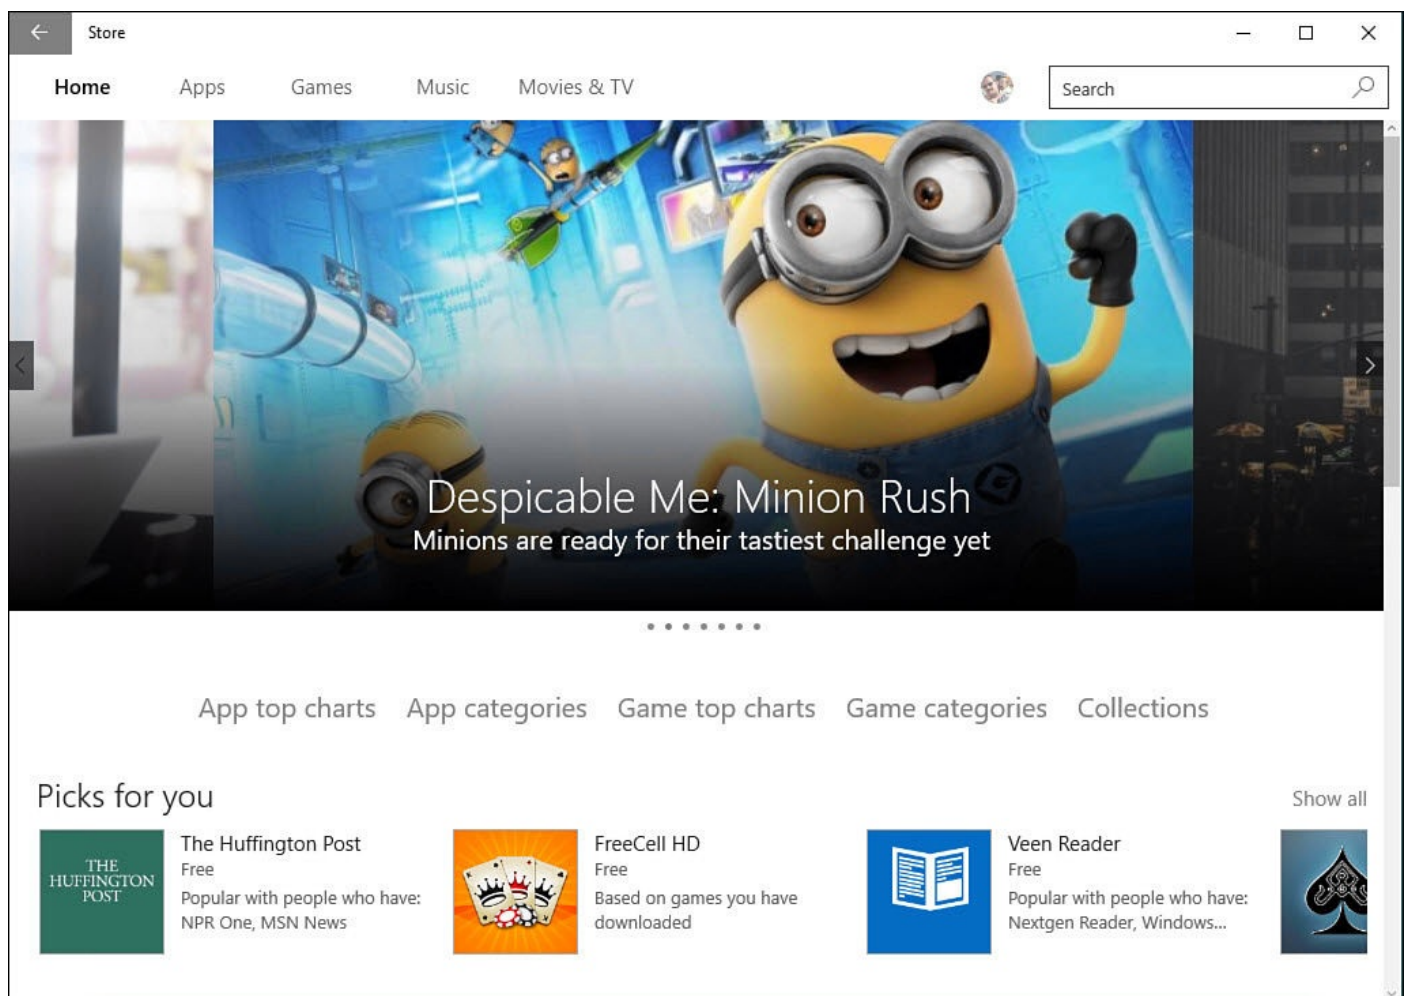 Store
Home Apps Games Music Movies & TV Search
Despicable Me: Minion Rush
Minions are ready for their tastiest challenge yet
App top charts App categories Game top charts Game categories Collections
Picks for you Show all
THE
HUFFINGTON
POST
The Huffington Post
Free
Popular with people who have:
NPR One, MSN News
FreeCell HD
Free
Based on games you have
downloaded
Veen Reader
Free
Popular with people who have:
Nextgen Reader, Windows...